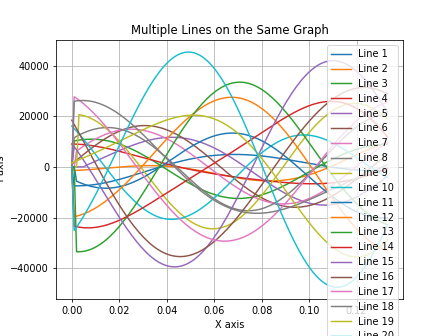 Multiple Lines on the Same Graph
40000
20000
0
−20000
−40000
0.00
0.02
0.04
0.06
0.08
0.10
X axis
axis
Line 1
Line 2
Line 3
Line 4
Line 5
Line 6
Line 7
Line 8
Line 9
Line 10
Line 11
Line 12
Line 13
Line 14
Line 15
Line 16
Line 17
Line 18
Line 19
Line 20